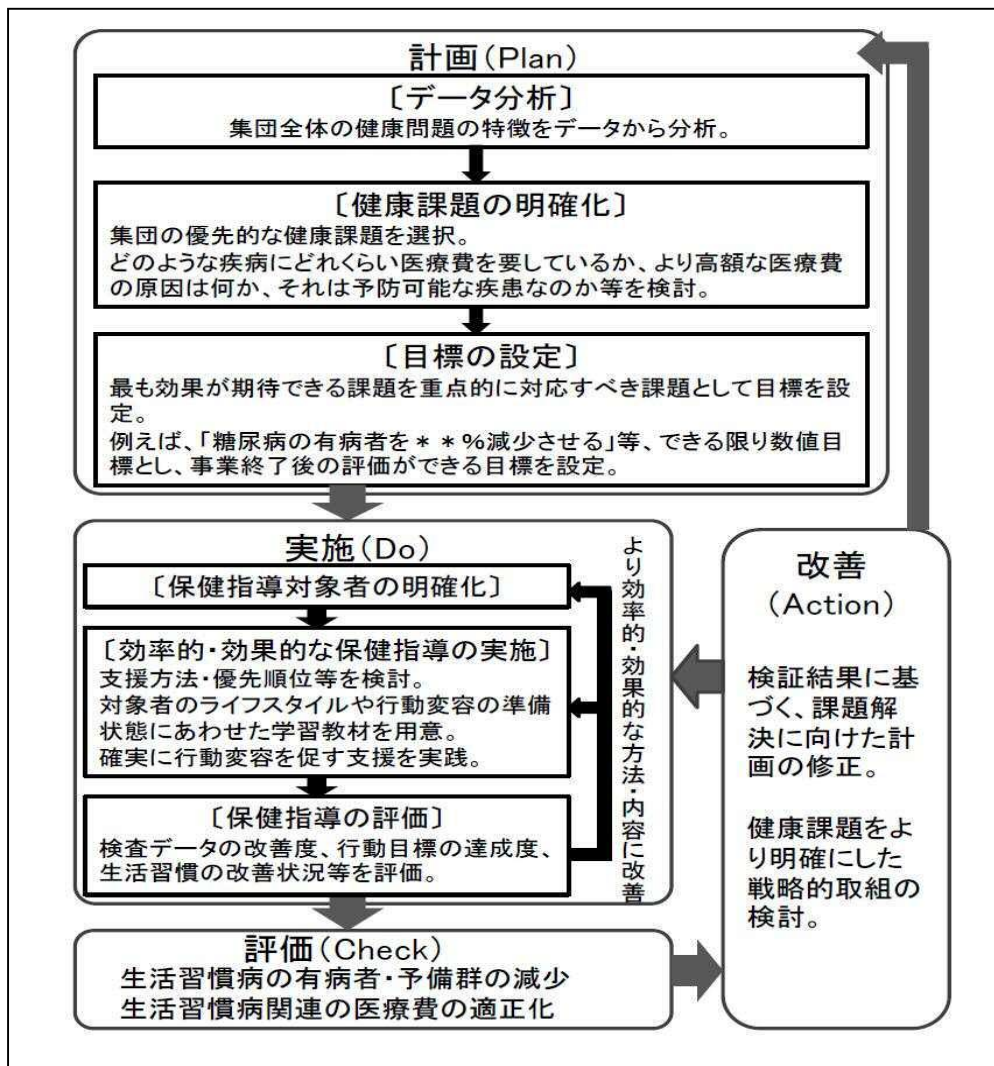 計画(Plan)
〔データ分析〕
集団全体の健康問題の特徴をデータから分析。
〔健康課題の明確化〕
集団の優先的な健康課題を選択。
どのような疾病にどれくらい医療費を要しているか、より高額な医療費
の原因は何か、それは予防可能な疾患なのか等を検討。
〔目標の設定〕
最も効果が期待できる課題を重点的に対応すべき課題として目標を設
定。
例えば、「糖尿病の有病者を**%減少させる」等、できる限り数値目
標とし、事業終了後の評価ができる目標を設定。
実施(Do)
〔保健指導対象者の明確化〕
〔効率的・効果的な保健指導の実施〕
支援方法・優先順位等を検討。
対象者のライフスタイルや行動変容の準備
状態にあわせた学習教材を用意。
確実に行動変容を促す支援を実践。
〔保健指導の評価〕
検査データの改善度、行動目標の達成度、
生活習慣の改善状況等を評価。
より効率的・効果的な方法・内容に改善
評価(Check)
生活習慣病の有病者・予備群の減少
生活習慣病関連の医療費の適正化
改善
(Action)
検証結果に基
づく、課題解
決に向けた計
画の修正。
健康課題をよ
り明確にした
戦略的取組の
検討。